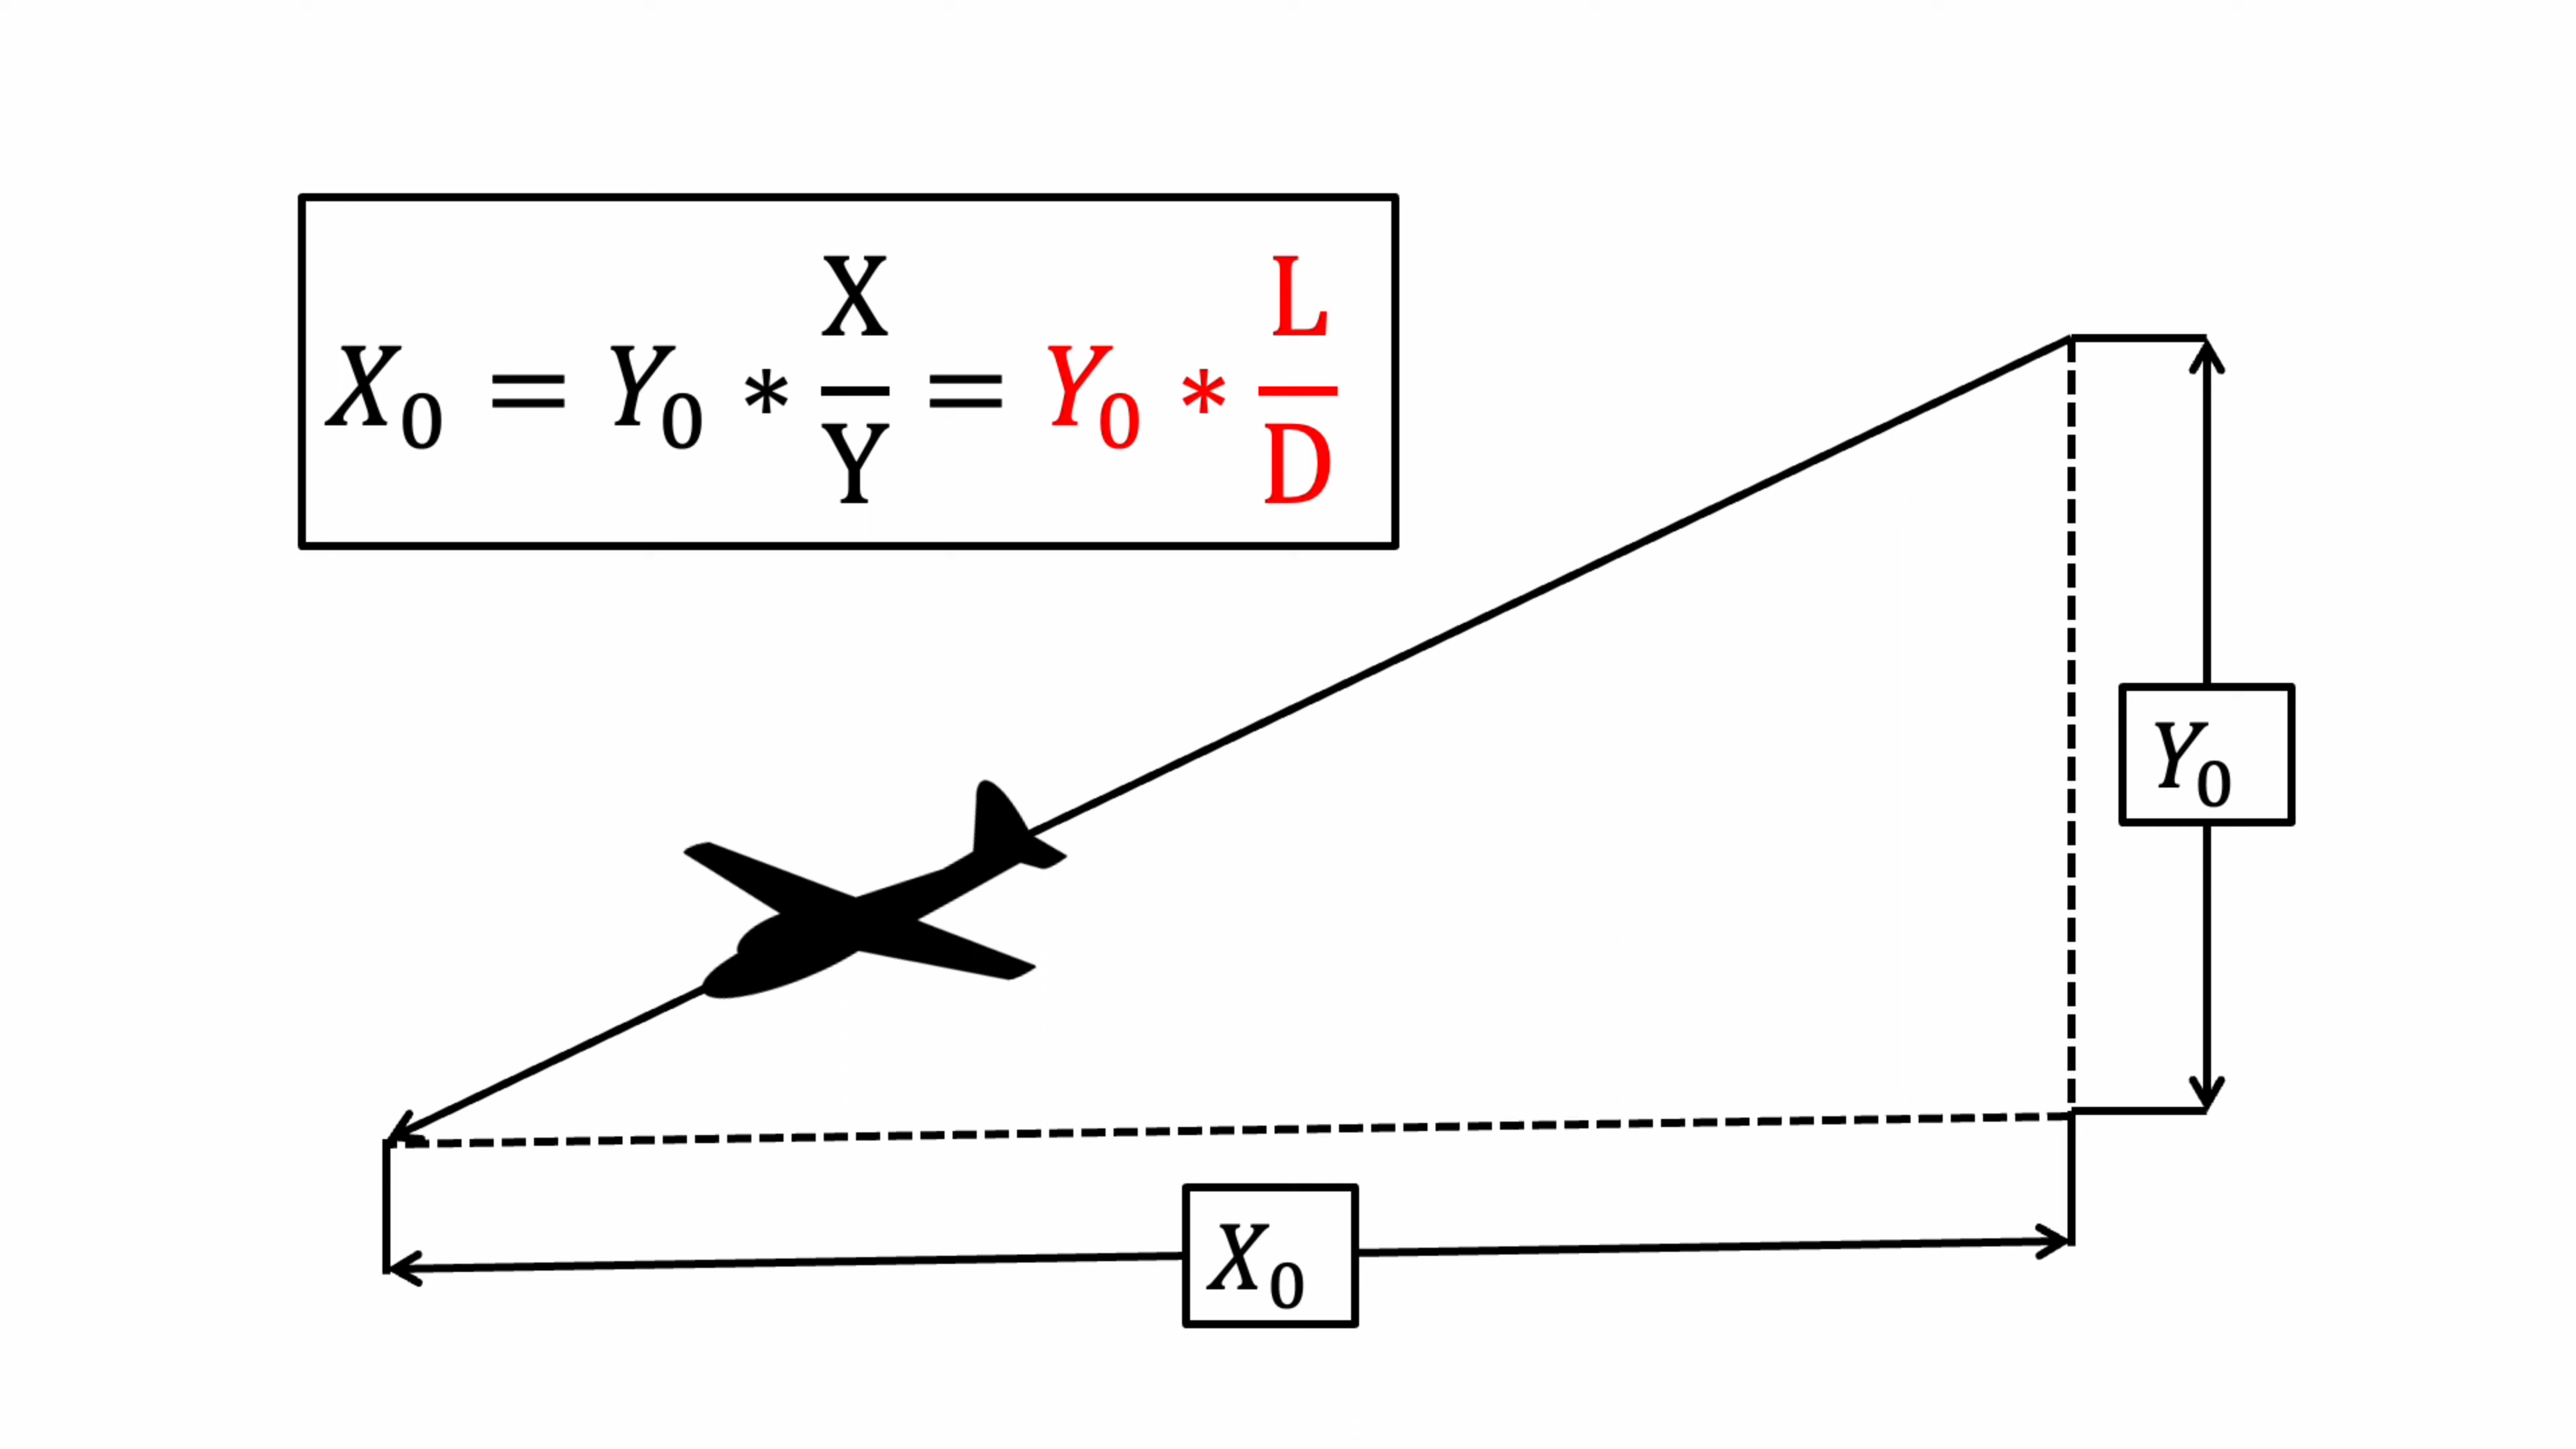 X₀ = Y₀ * X/Y = Y₀ * L/D
Y₀
X₀